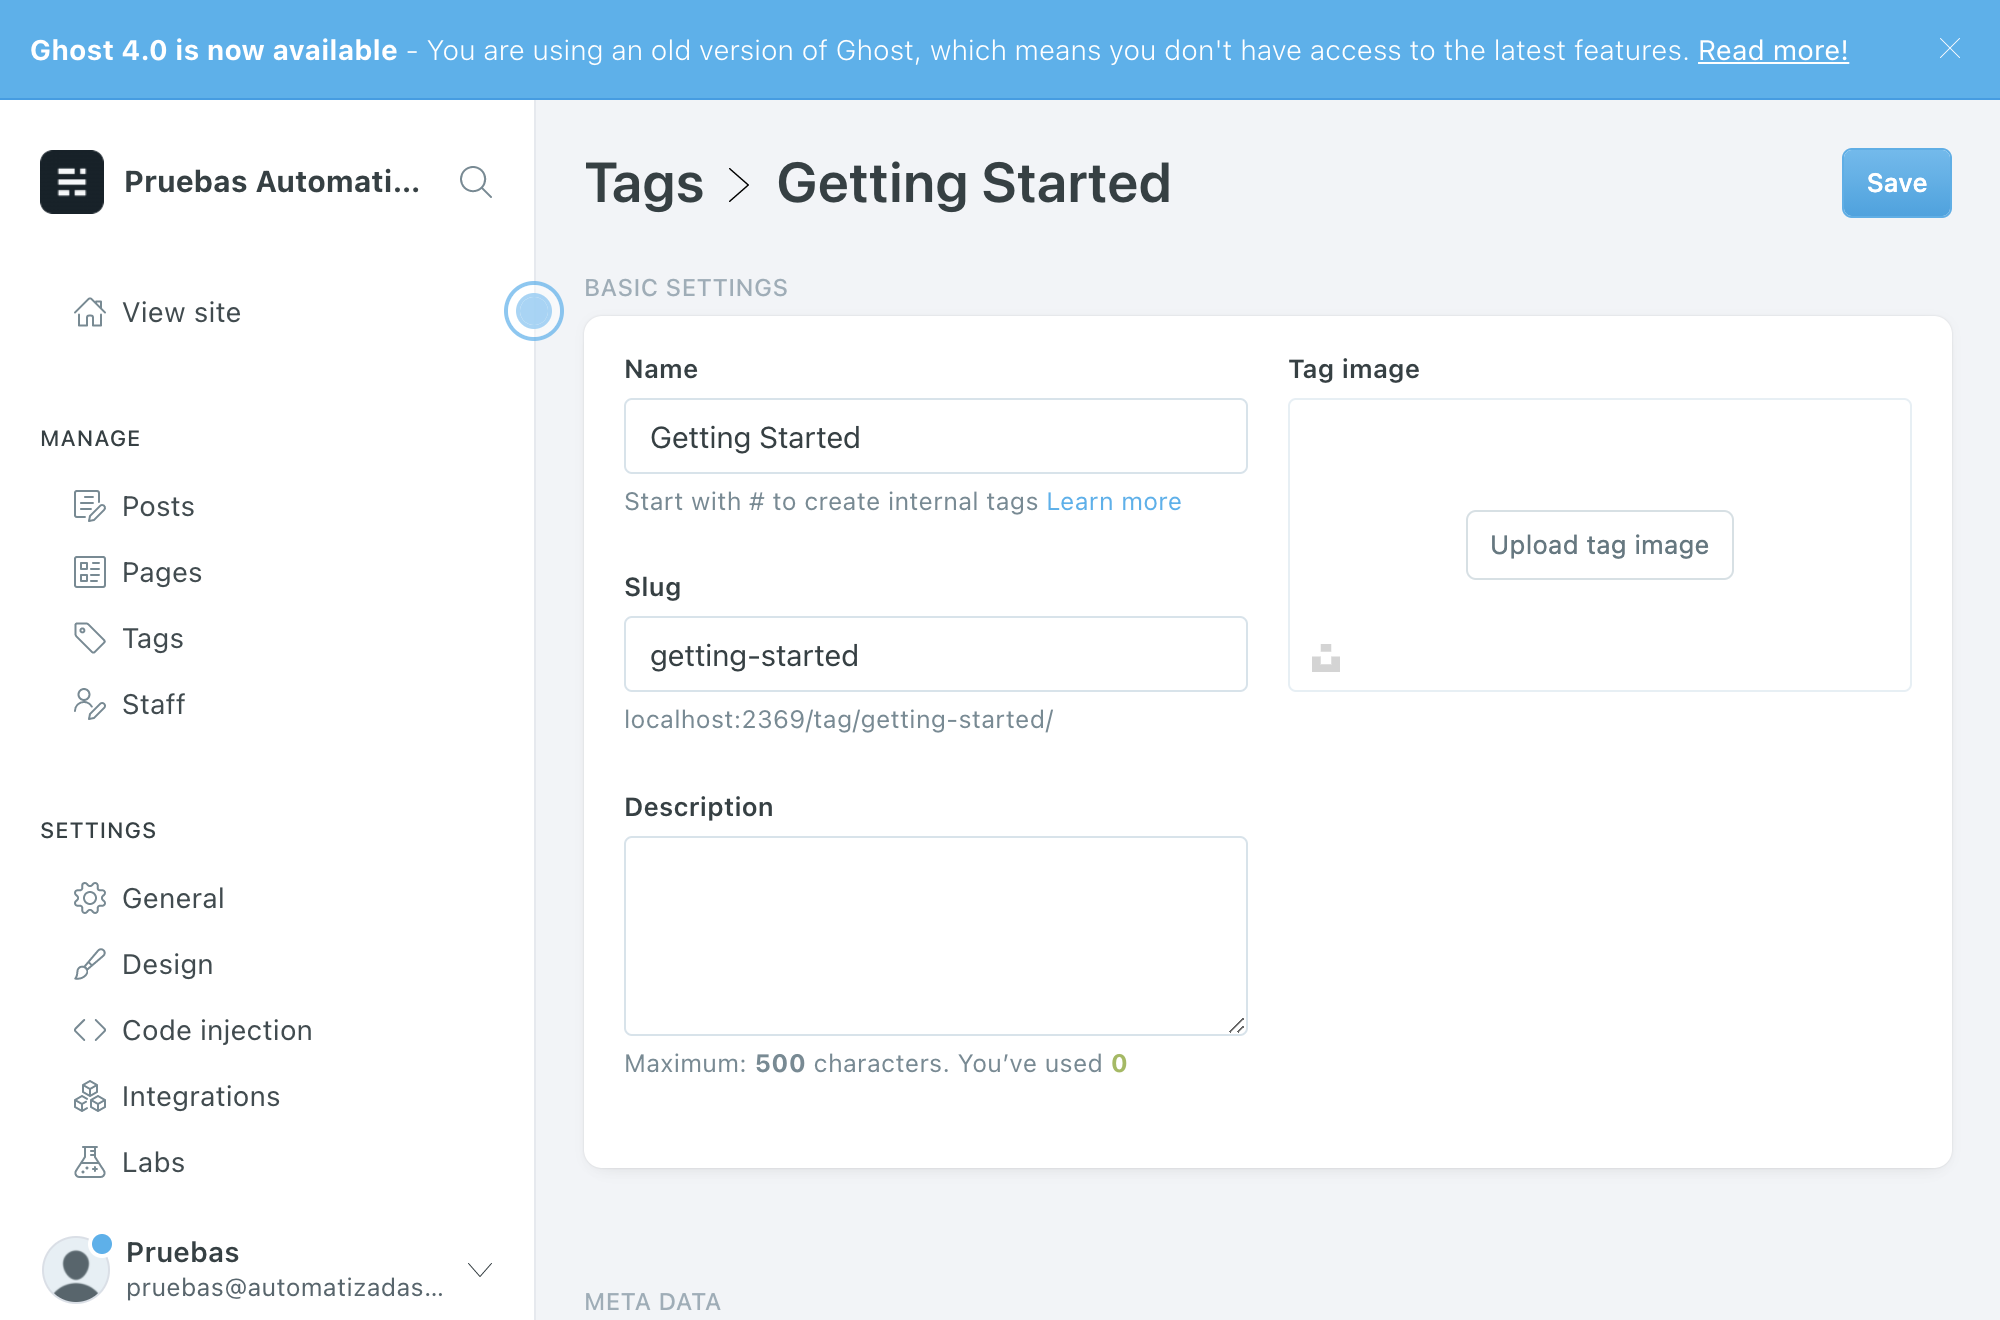 Ghost 4.0 is now available - You are using an old version of Ghost, which means you don't have access to the latest features. Read more!
Pruebas Automati...
View site
MANAGE
Posts
Pages
Tags
Staff
SETTINGS
General
Design
Code injection
Integrations
Labs
Pruebas
pruebas@automatizadas...
Tags > Getting Started
Save
BASIC SETTINGS
Name
Getting Started
Start with # to create internal tags Learn more
Slug
getting-started
localhost:2369/tag/getting-started/
Description
Maximum: 500 characters. You’ve used 0
Tag image
Upload tag image
META DATA